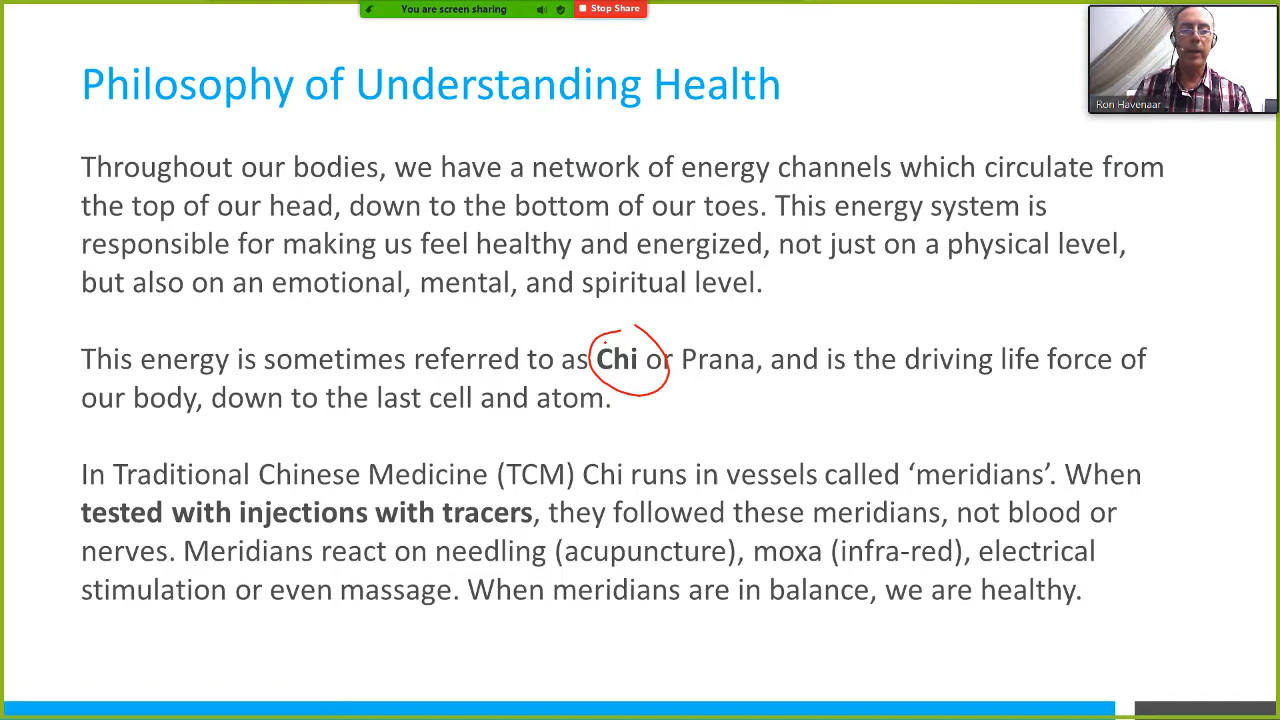 You are screen sharing
Stop Share
Philosophy of Understanding Health
Ron Havenaar
Throughout our bodies, we have a network of energy channels which circulate from
the top of our head, down to the bottom of our toes. This energy system is
responsible for making us feel healthy and energized, not just on a physical level,
but also on an emotional, mental, and spiritual level.
This energy is sometimes referred to as Chi or Prana, and is the driving life force of
our body, down to the last cell and atom.
In Traditional Chinese Medicine (TCM) Chi runs in vessels called ‘meridians’. When
tested with injections with tracers, they followed these meridians, not blood or
nerves. Meridians react on needling (acupuncture), moxa (infra-red), electrical
stimulation or even massage. When meridians are in balance, we are healthy.